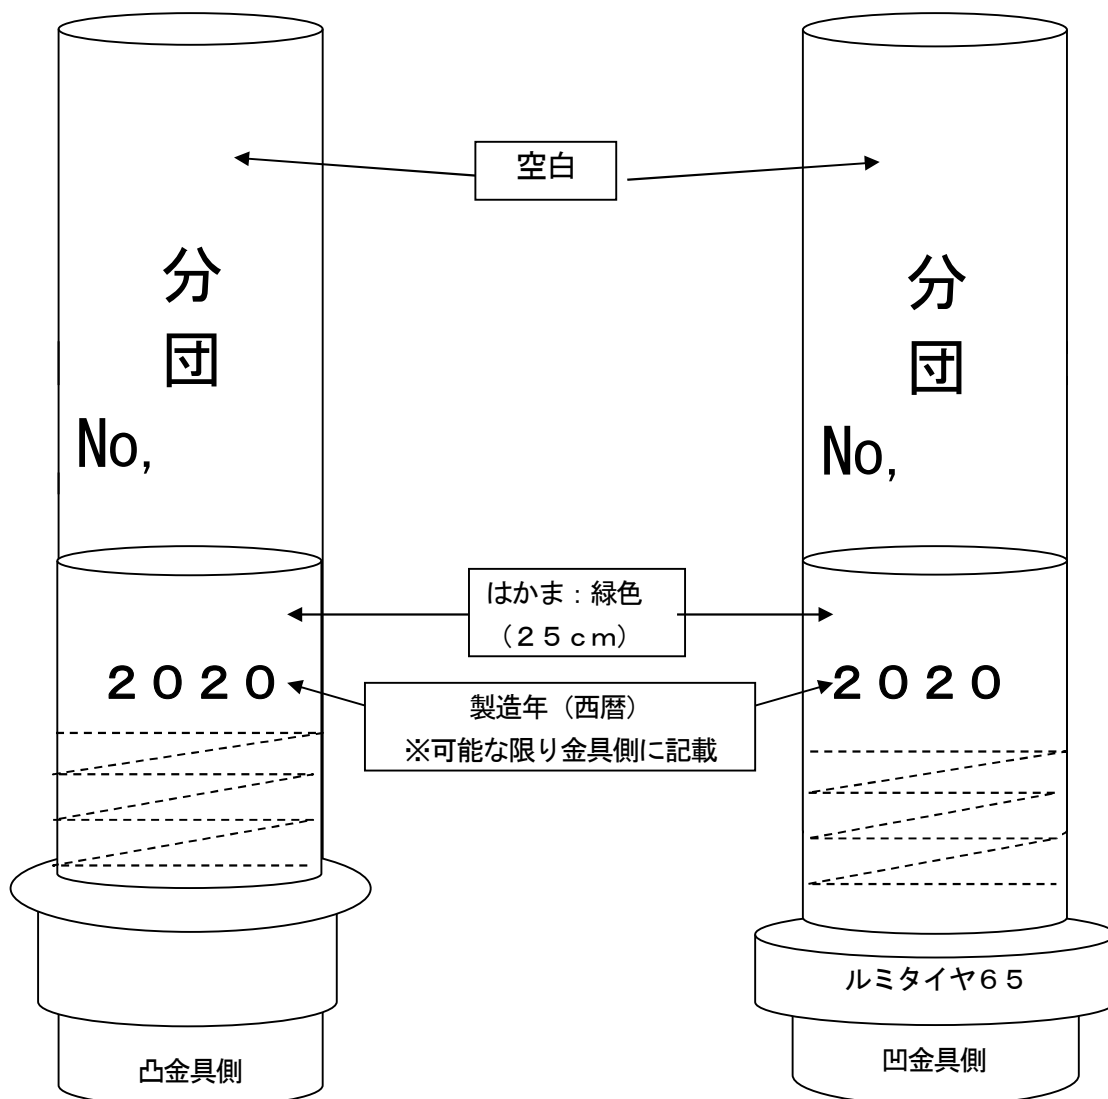 空白
分
団
No,
分
団
No,
はかま：緑色
（２５ｃｍ）
２０２０
２０２０
製造年（西暦）
※可能な限り金具側に記載
ルミタイヤ６５
凸金具側
凹金具側